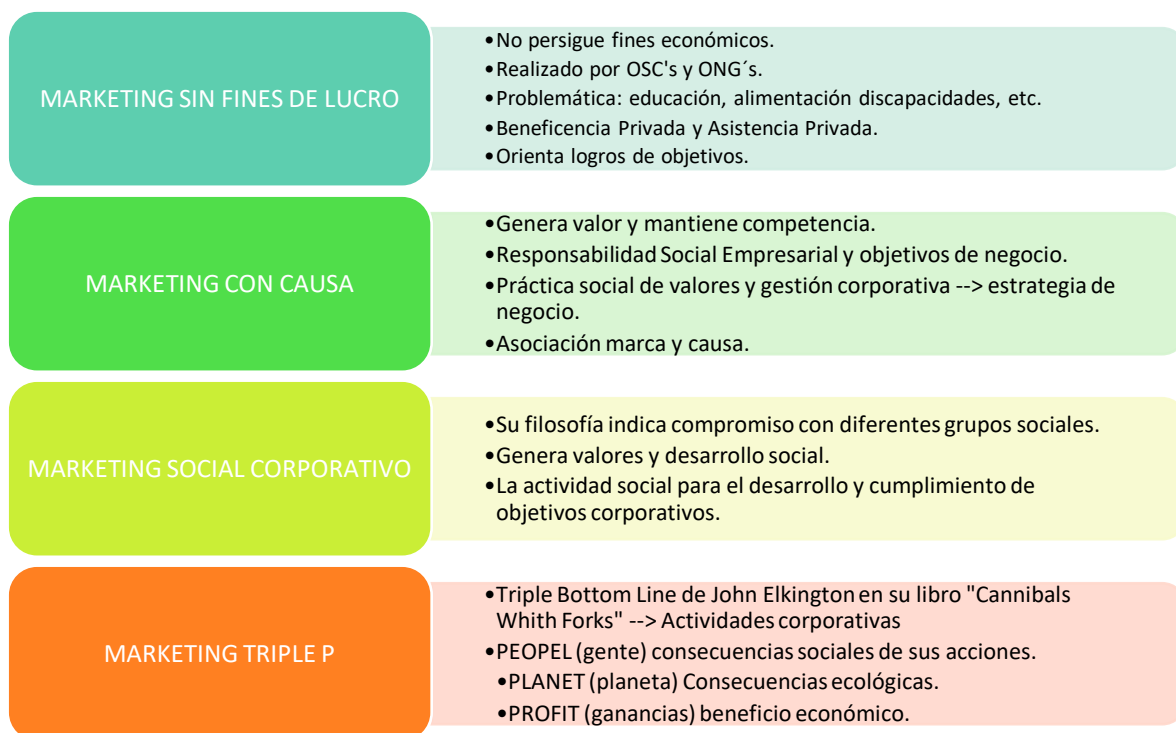 MARKETING SIN FINES DE LUCRO
•No persigue fines económicos.
•Realizado por OSC's y ONG´s.
•Problemática: educación, alimentación discapacidades, etc.
•Beneficencia Privada y Asistencia Privada.
•Orienta logros de objetivos.
MARKETING CON CAUSA
•Genera valor y mantiene competencia.
•Responsabilidad Social Empresarial y objetivos de negocio.
•Práctica social de valores y gestión corporativa --> estrategia de
negocio.
•Asociación marca y causa.
MARKETING SOCIAL CORPORATIVO
•Su filosofía indica compromiso con diferentes grupos sociales.
•Genera valores y desarrollo social.
•La actividad social para el desarrollo y cumplimiento de
objetivos corporativos.
MARKETING TRIPLE P
•Triple Bottom Line de John Elkington en su libro "Cannibals
Whith Forks" --> Actividades corporativas
•PEOPEL (gente) consecuencias sociales de sus acciones.
•PLANET (planeta) Consecuencias ecológicas.
•PROFIT (ganancias) beneficio económico.